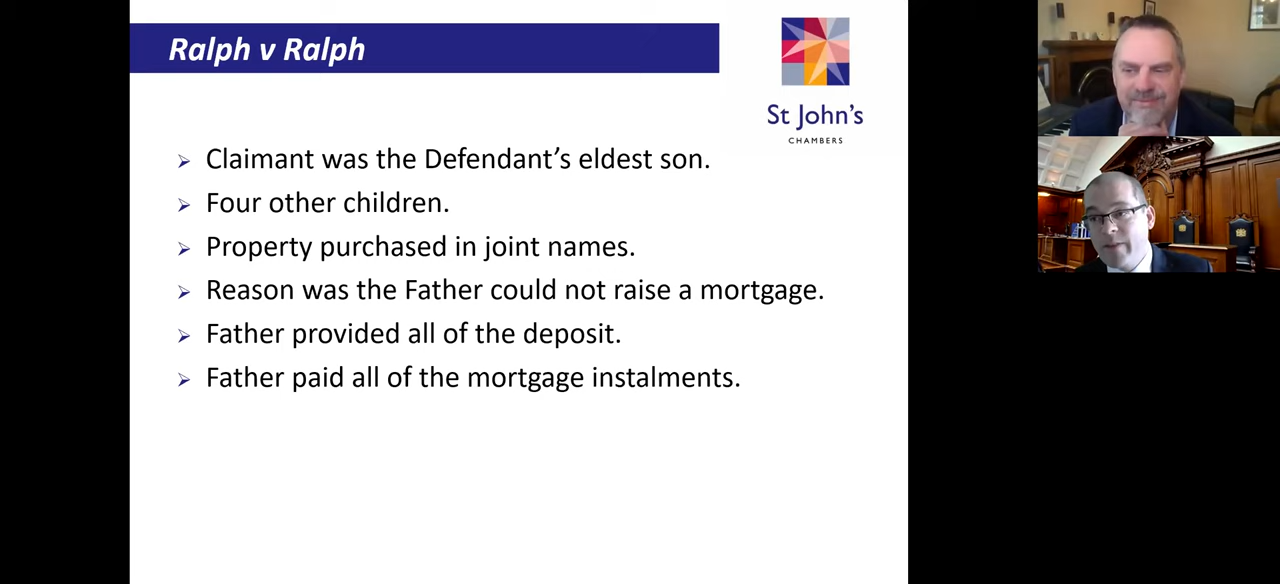 Ralph v Ralph
St John's
CHAMBERS
Claimant was the Defendant’s eldest son.
Four other children.
Property purchased in joint names.
Reason was the Father could not raise a mortgage.
Father provided all of the deposit.
Father paid all of the mortgage instalments.